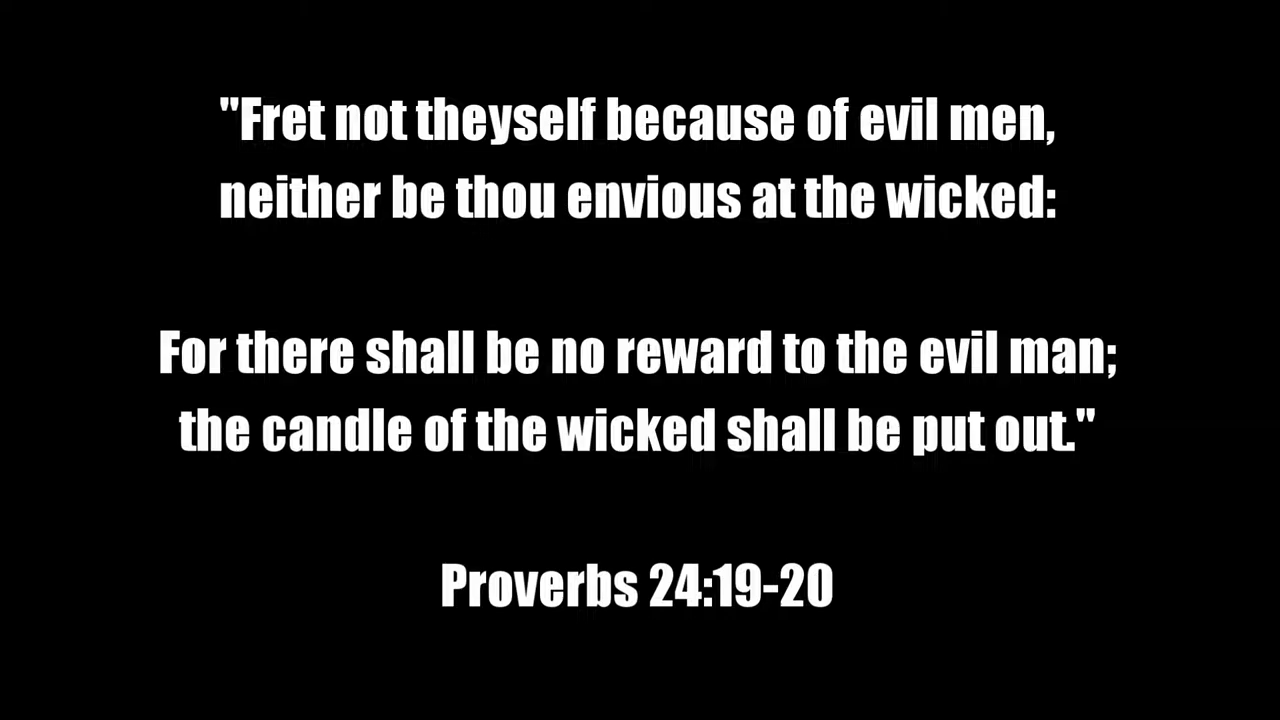 "Fret not theyself because of evil men,
neither be thou envious at the wicked:
For there shall be no reward to the evil man;
the candle of the wicked shall be put out."
Proverbs 24:19-20